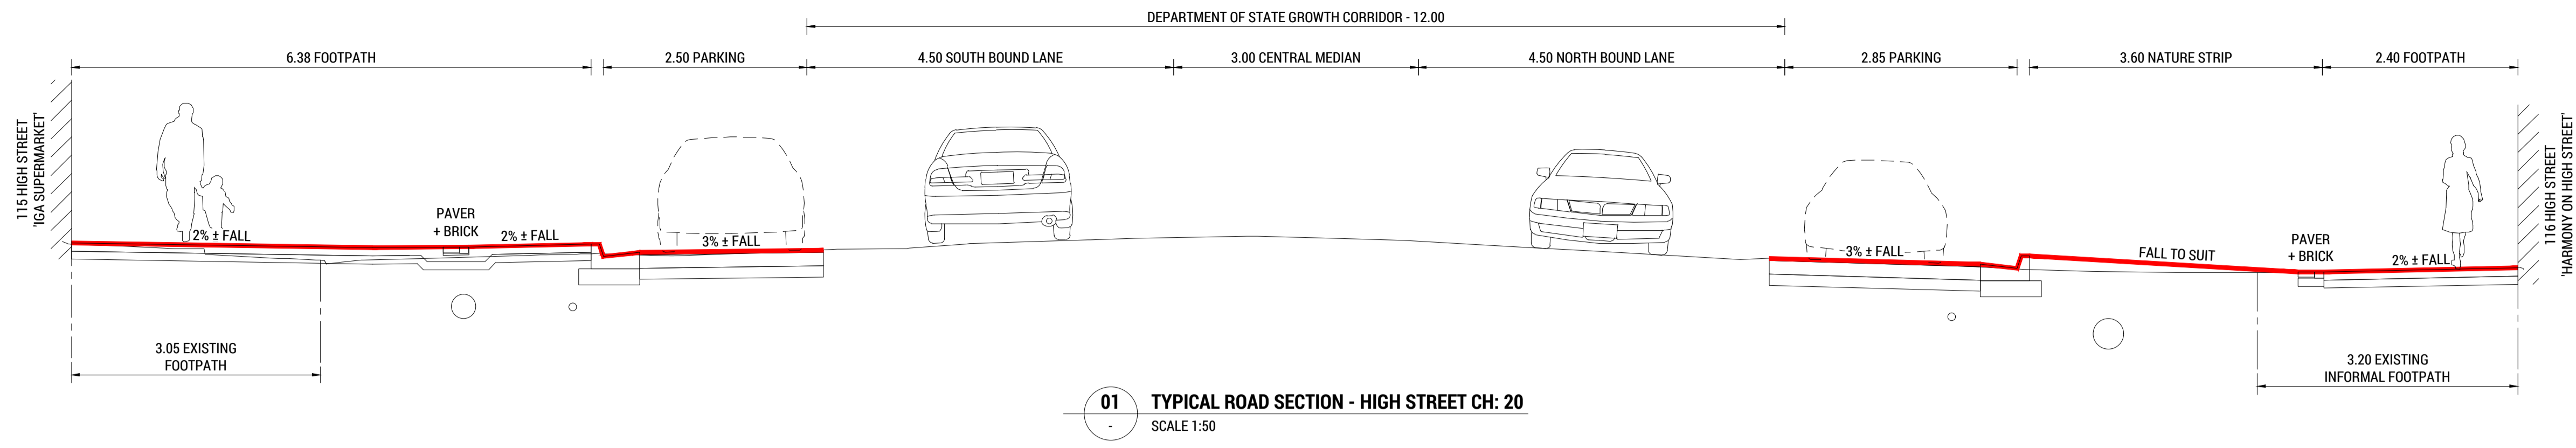 DEPARTMENT OF STATE GROWTH CORRIDOR - 12.00
6.38 FOOTPATH
2.50 PARKING
4.50 SOUTH BOUND LANE
3.00 CENTRAL MEDIAN
4.50 NORTH BOUND LANE
2.85 PARKING
3.60 NATURE STRIP
2.40 FOOTPATH
115 HIGH STREET
'IGA SUPERMARKET'
2% ± FALL
PAVER
+ BRICK
2% ± FALL
3% ± FALL
3% ± FALL
FALL TO SUIT
PAVER
+ BRICK
2% ± FALL
116 HIGH STREET
'HARMONY ON HIGH STREET'
3.05 EXISTING
FOOTPATH
3.20 EXISTING
INFORMAL FOOTPATH
01
-
TYPICAL ROAD SECTION - HIGH STREET CH: 20
SCALE 1:50